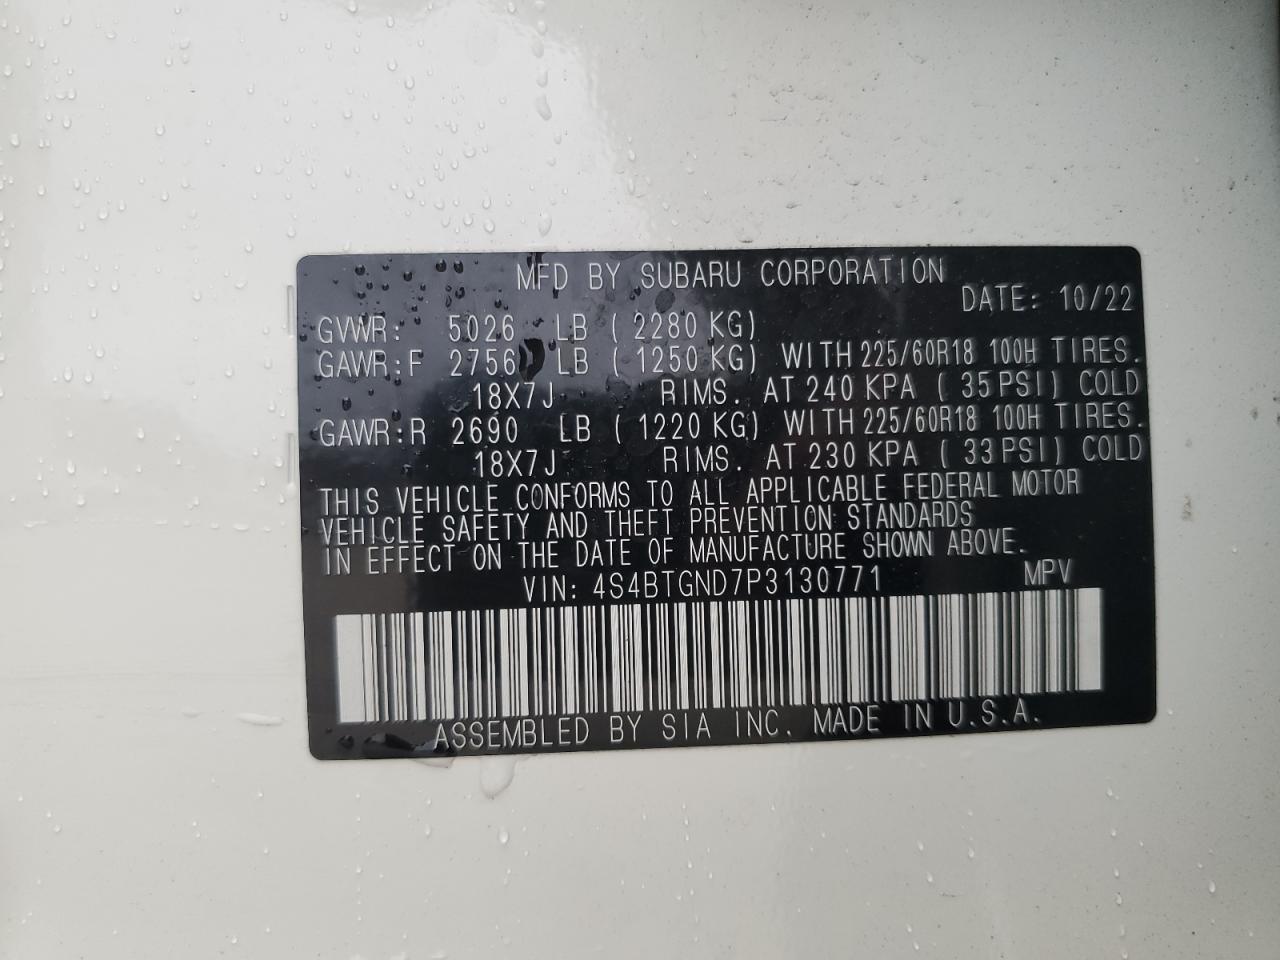 MFD BY SUBARU CORPORATION
DATE: 10/22
GVWR: 5026 LB ( 2280 KG)
GAWR:F 2756 LB ( 1250 KG) WITH 225/60R18 100H TIRES.
18X7J RIMS. AT 240 KPA ( 35 PSI) COLD
GAWR:R 2690 LB ( 1220 KG) WITH 225/60R18 100H TIRES.
18X7J RIMS. AT 230 KPA ( 33 PSI) COLD
THIS VEHICLE CONFORMS TO ALL APPLICABLE FEDERAL MOTOR
VEHICLE SAFETY AND THEFT PREVENTION STANDARDS
IN EFFECT ON THE DATE OF MANUFACTURE SHOWN ABOVE.
VIN: 4S4BTGND7P3130771 MPV
ASSEMBLED BY SIA INC. MADE IN U.S.A.